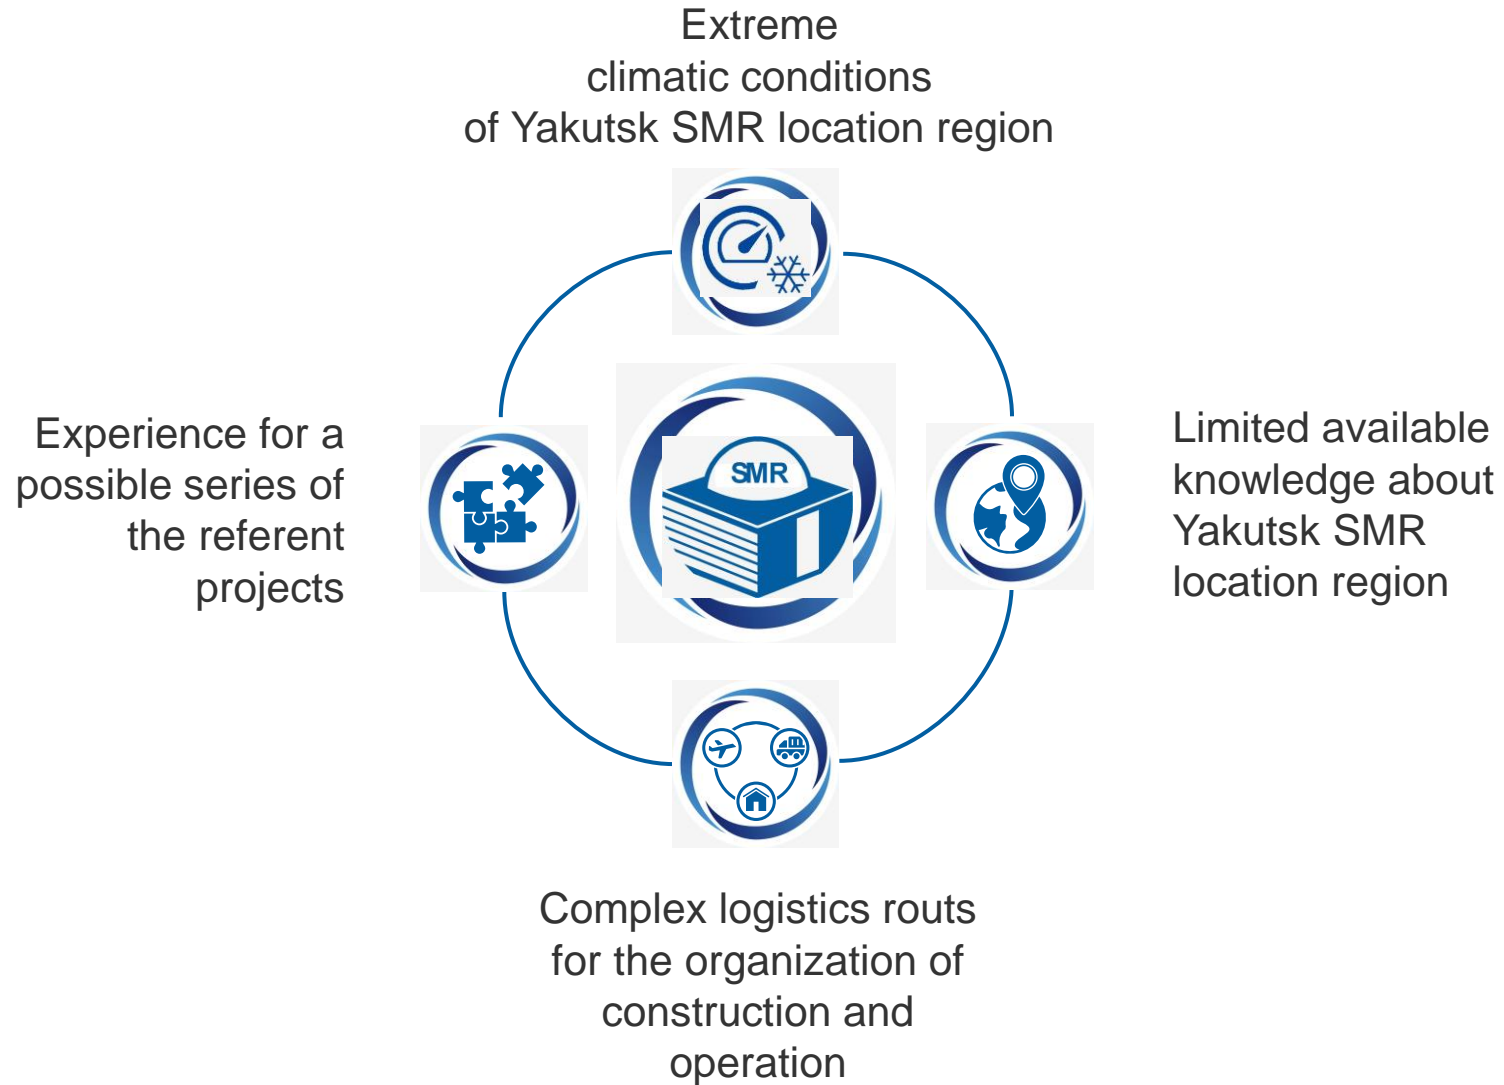 Extreme
climatic conditions
of Yakutsk SMR location region
Experience for a
possible series of
the referent
projects
SMR
Limited available
knowledge about
Yakutsk SMR
location region
Complex logistics routs
for the organization of
construction and
operation